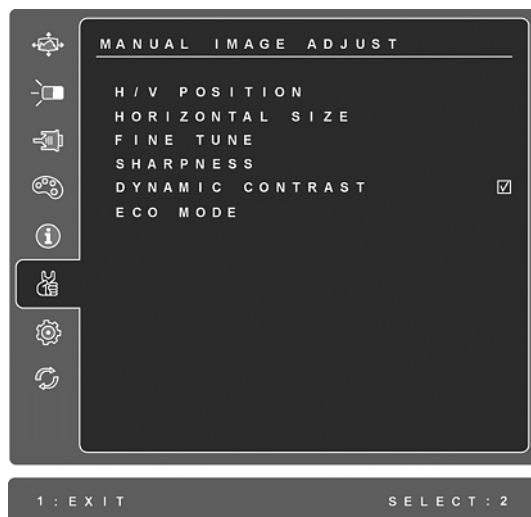 MANUAL IMAGE ADJUST
H/V POSITION
HORIZONTAL SIZE
FINE TUNE
SHARPNESS
DYNAMIC CONTRAST
ECO MODE
1:EXIT SELECT:2